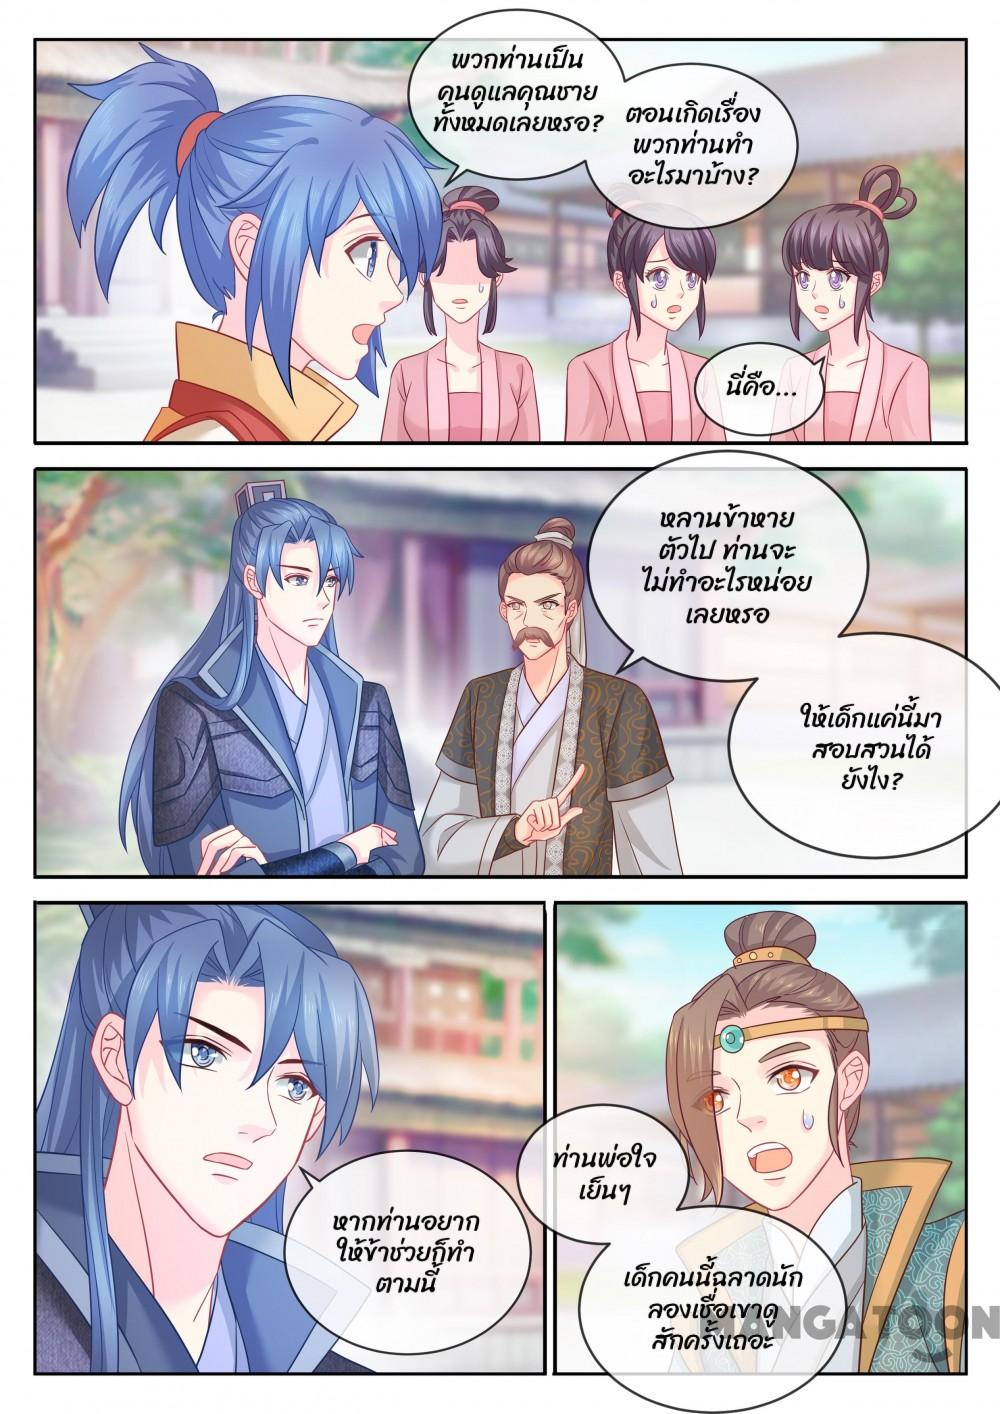 พวกท่านเป็น
คนดูแลคุณชาย
ทั้งหมดเลยหรอ?
ตอนเกิดเรื่อง
พวกท่านทำ
อะไรมาบ้าง?
นี่คือ...
หลานข้าหาย
ตัวไป ท่านจะ
ไม่ทำอะไรหน่อย
เลยหรอ
ให้เด็กแค่นี้มา
สอบสวนได้
ยังไง?
หากท่านอยาก
ให้ข้าช่วยก็ทำ
ตามนี้
ท่านพ่อใจ
เย็นๆ
เด็กคนนี้ฉลาดนัก
ลองเชื่อเขาดู
สักครั้งเถอะ
MANGATOON